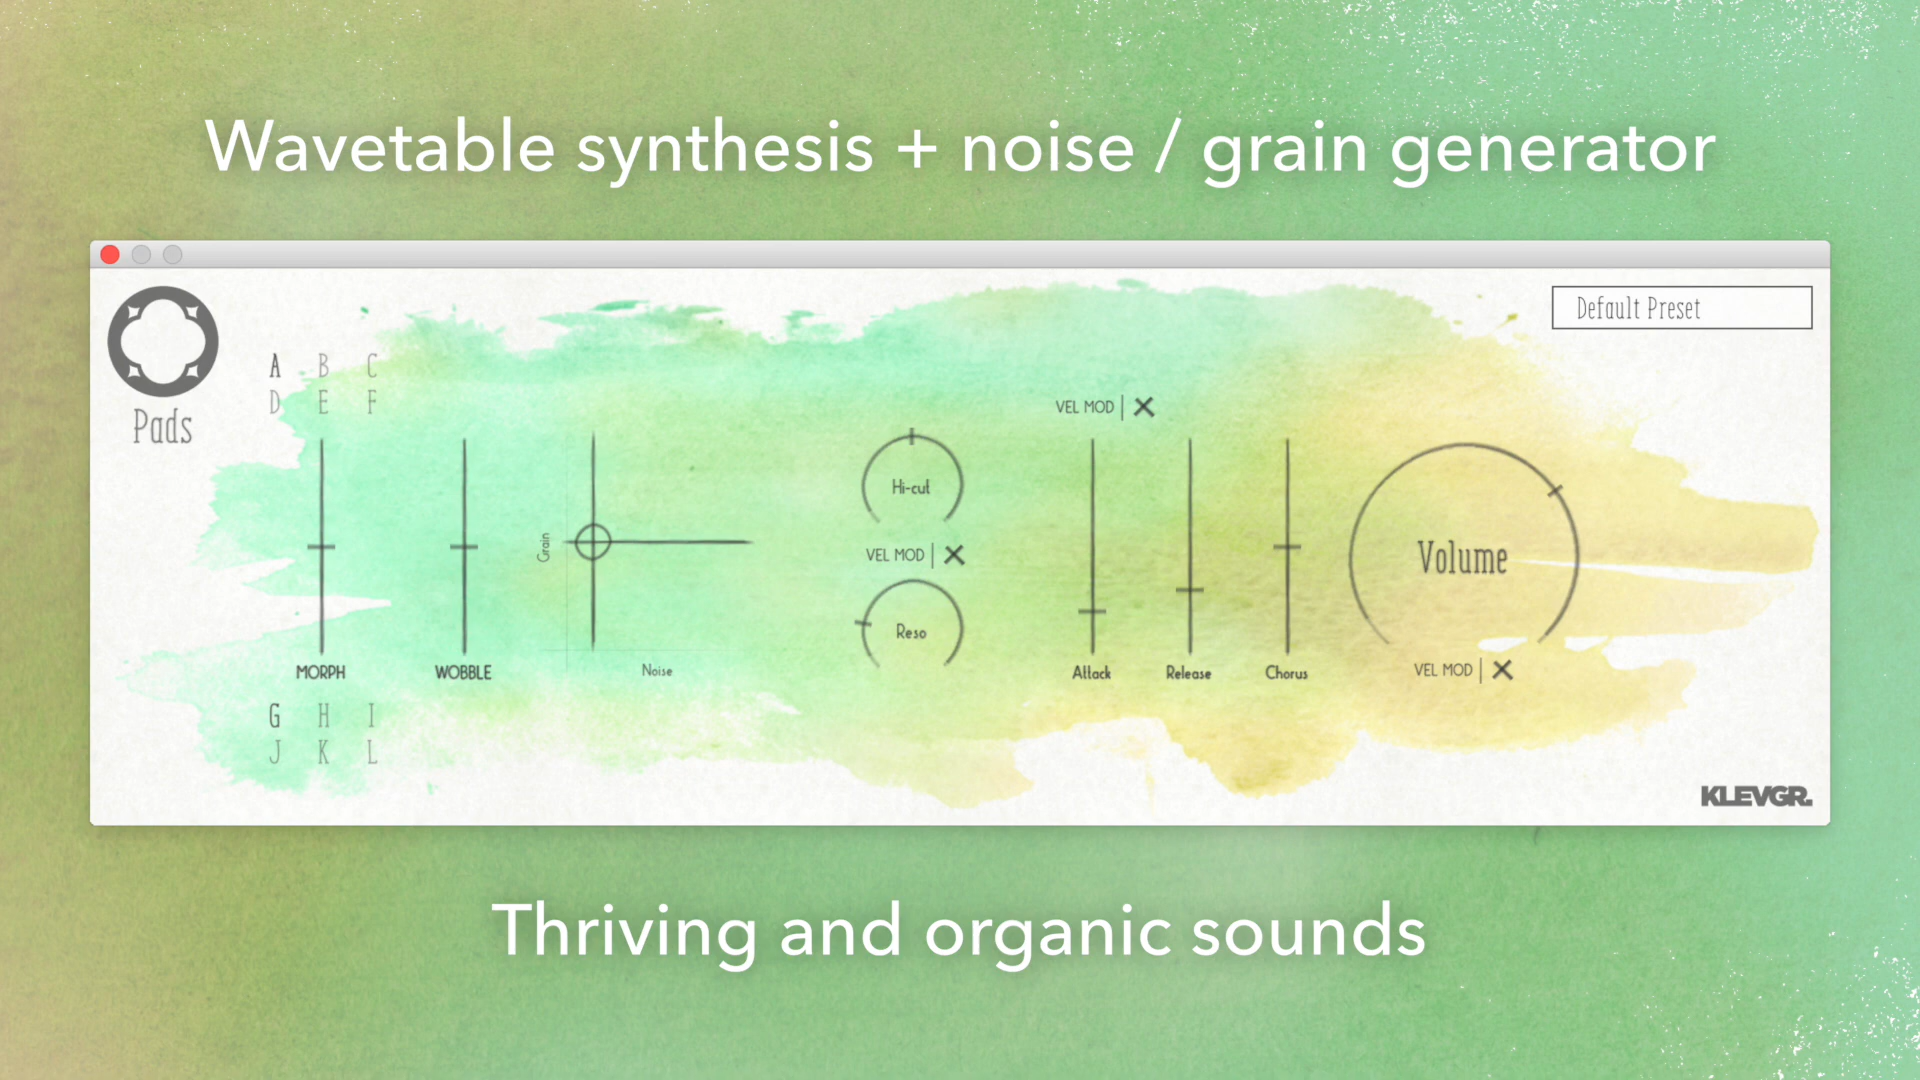 Wavetable synthesis + noise / grain generator
Default Preset
Pads
A B C
D E F
VEL MOD
Hi-cut
Grain
VEL MOD
Volume
Reso
MORPH
WOBBLE
Noise
Attack
Release
Chorus
VEL MOD
G H I
J K L
KLEVGR.
Thriving and organic sounds